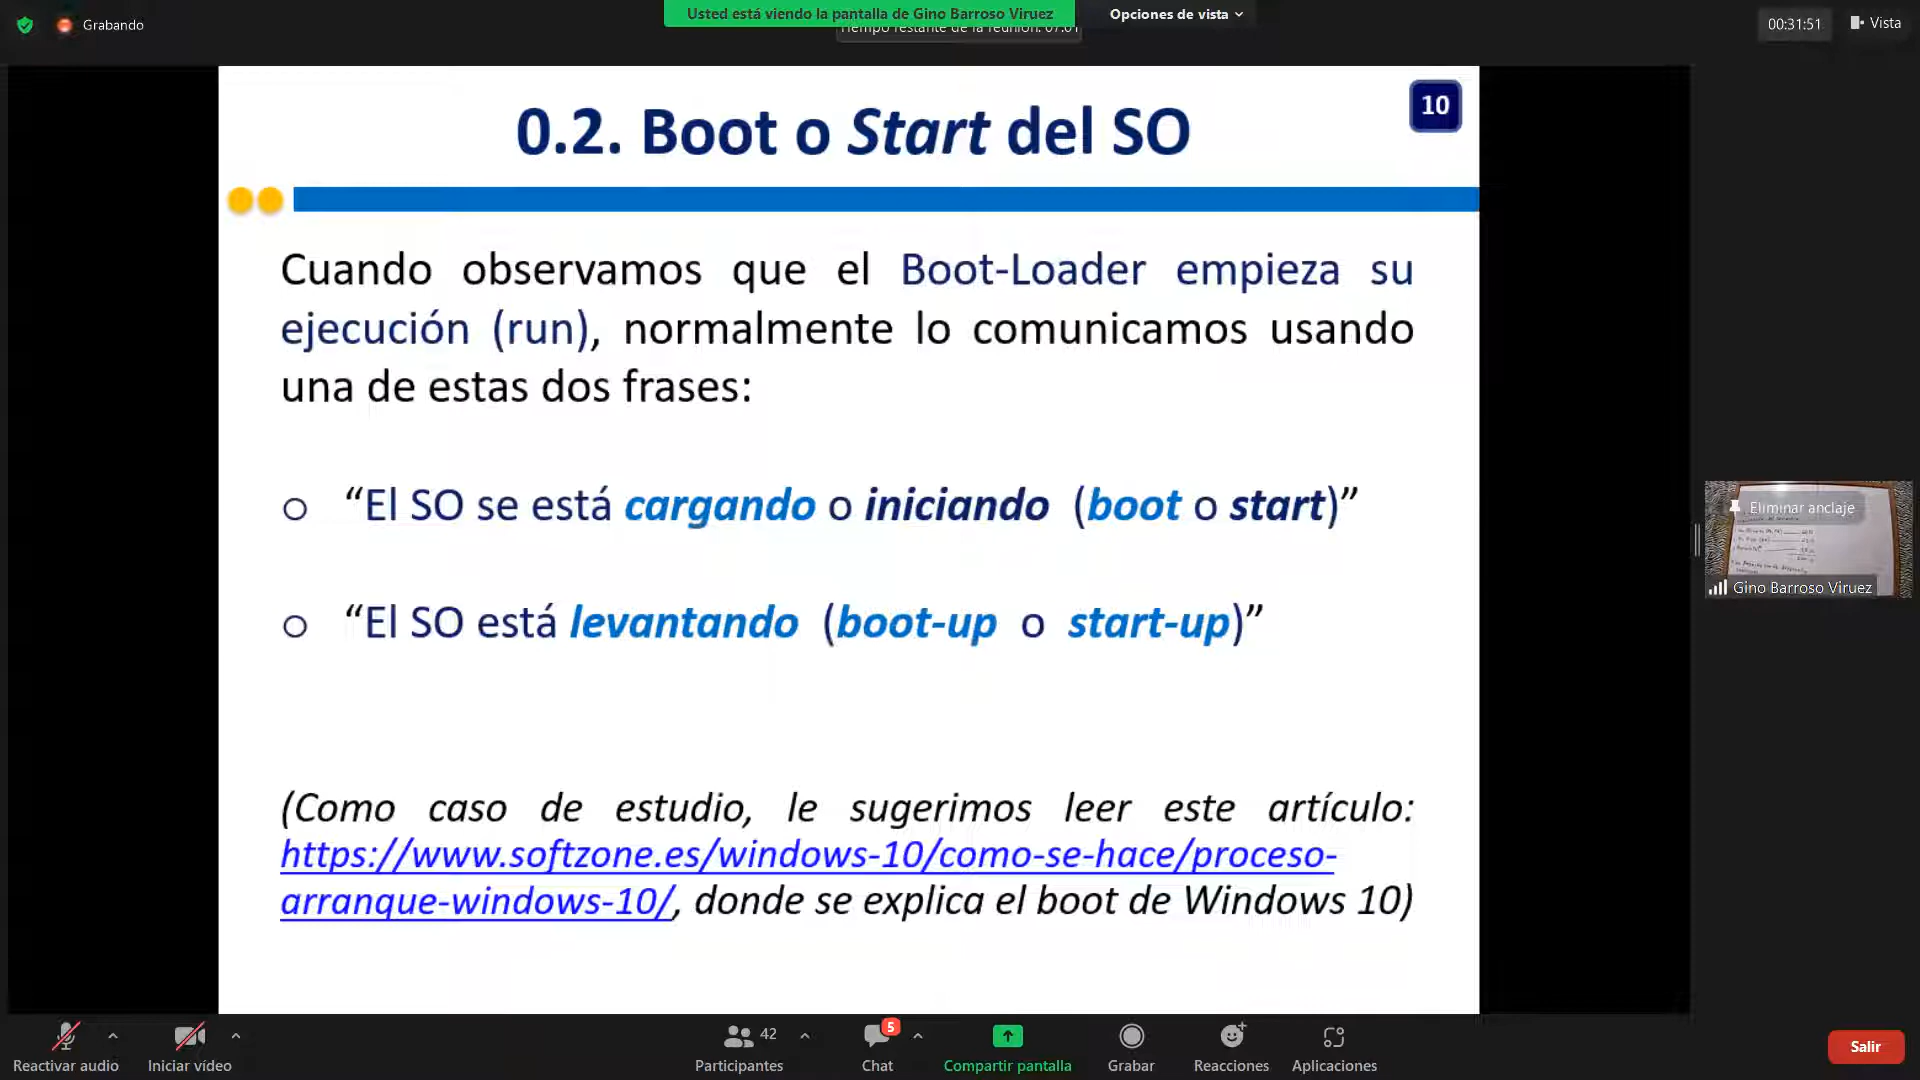 Grabando
Usted está viendo la pantalla de Gino Barroso Viruez
Opciones de vista
Tiempo restante de la reunión: 07:01
00:31:51
Vista
0.2. Boot o Start del SO
10
Cuando observamos que el Boot-Loader empieza su
ejecución (run), normalmente lo comunicamos usando
una de estas dos frases:
o “El SO se está cargando o iniciando (boot o start)”
o “El SO está levantando (boot-up o start-up)”
(Como caso de estudio, le sugerimos leer este artículo:
https://www.softzone.es/windows-10/como-se-hace/proceso-
arranque-windows-10/, donde se explica el boot de Windows 10)
Eliminar anclaje
Gino Barroso Viruez
Reactivar audio
Iniciar vídeo
42
Participantes
5
Chat
Compartir pantalla
Grabar
Reacciones
Aplicaciones
Salir